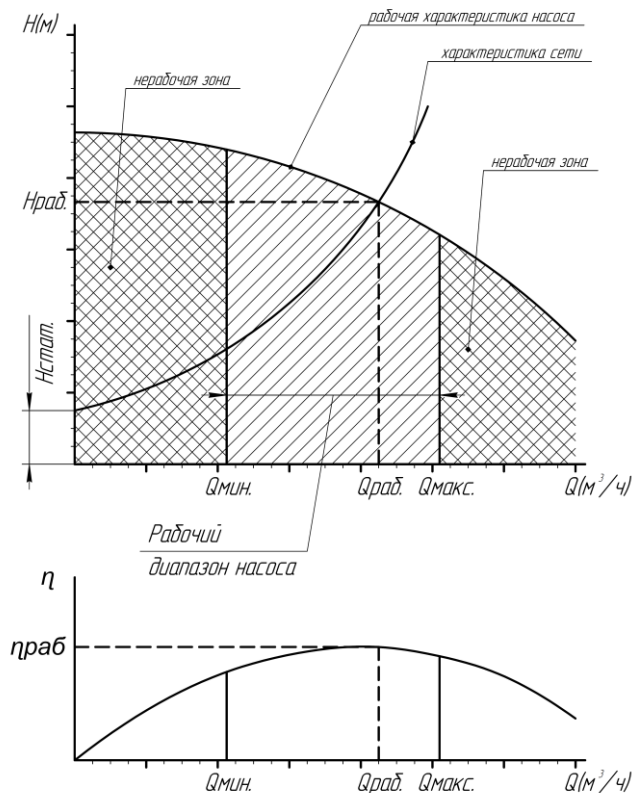 H(м)
рабочая характеристика насоса
характеристика сети
нерабочая зона
нерабочая зона
Hраб.
Hстат.
Qмин.
Qраб.
Qмакс.
Q(м³/ч)
Рабочий
диапазон насоса
η
ηраб
Qмин.
Qраб.
Qмакс.
Q(м³/ч)